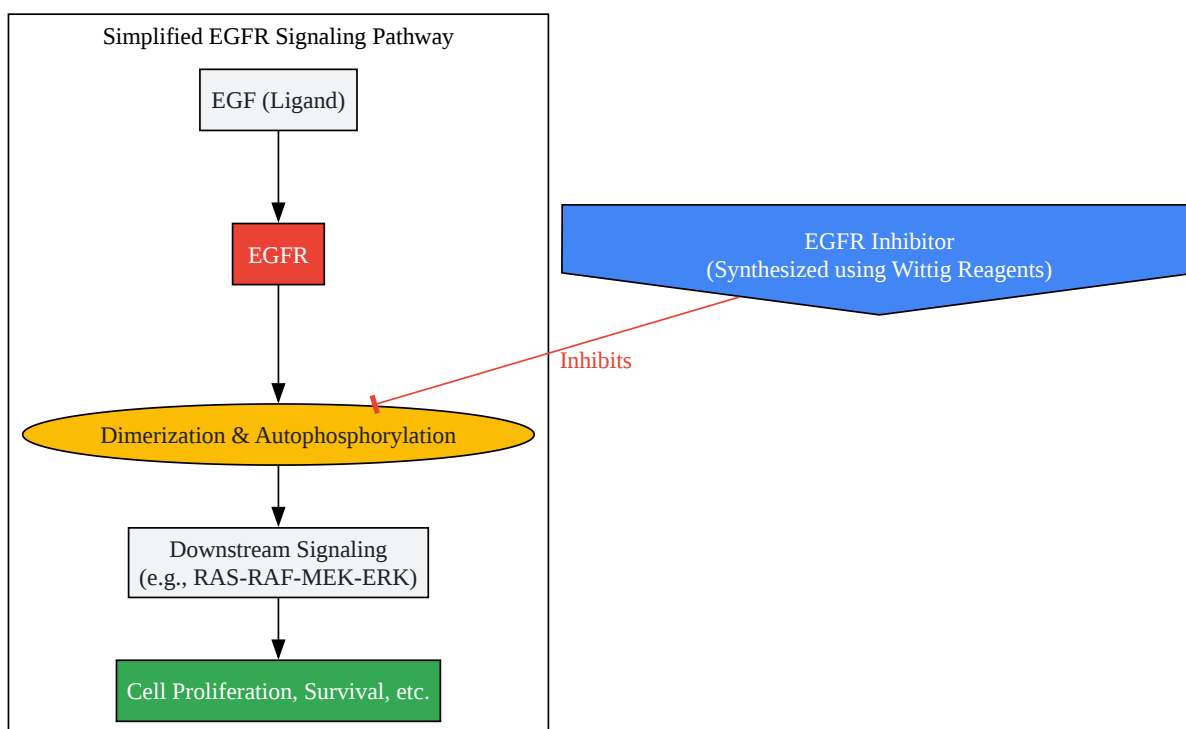 Simplified EGFR Signaling Pathway
EGF (Ligand)
EGFR
EGFR Inhibitor
(Synthesized using Wittig Reagents)
Inhibits
Dimerization & Autophosphorylation
Downstream Signaling
(e.g., RAS-RAF-MEK-ERK)
Cell Proliferation, Survival, etc.